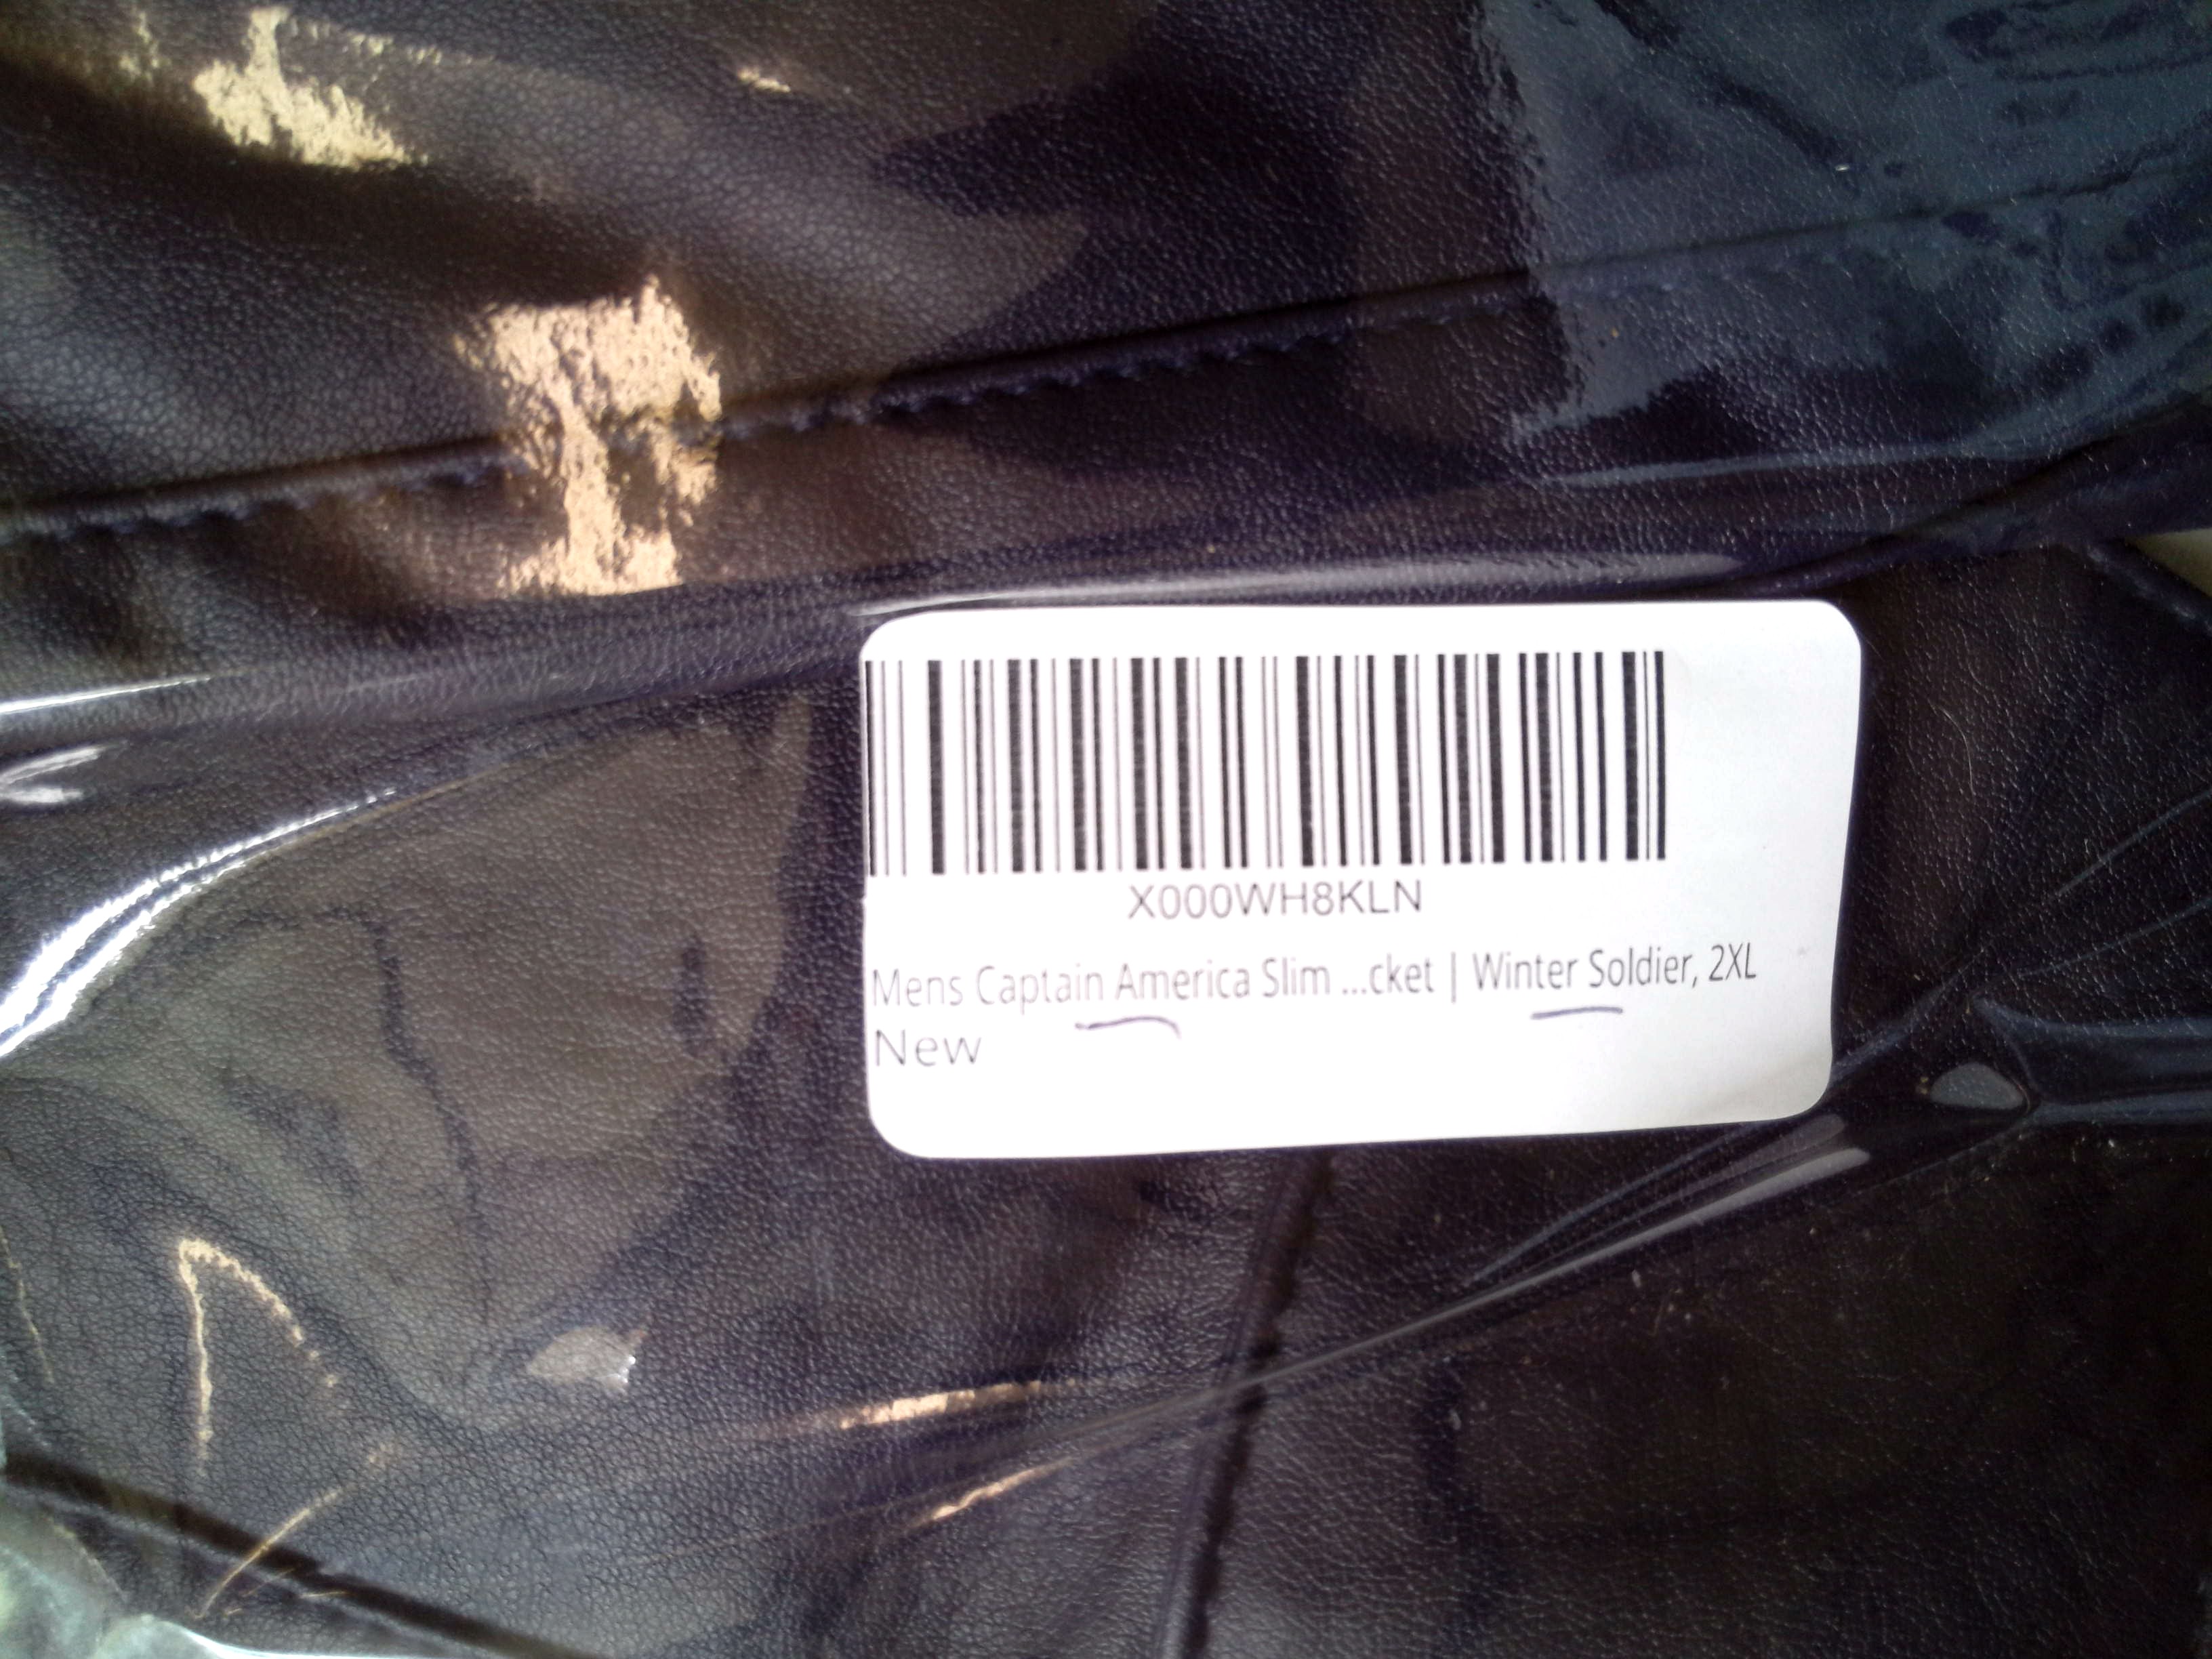 X000WH8KLN
Mens Captain America Slim ...cket | Winter Soldier, 2XL
New